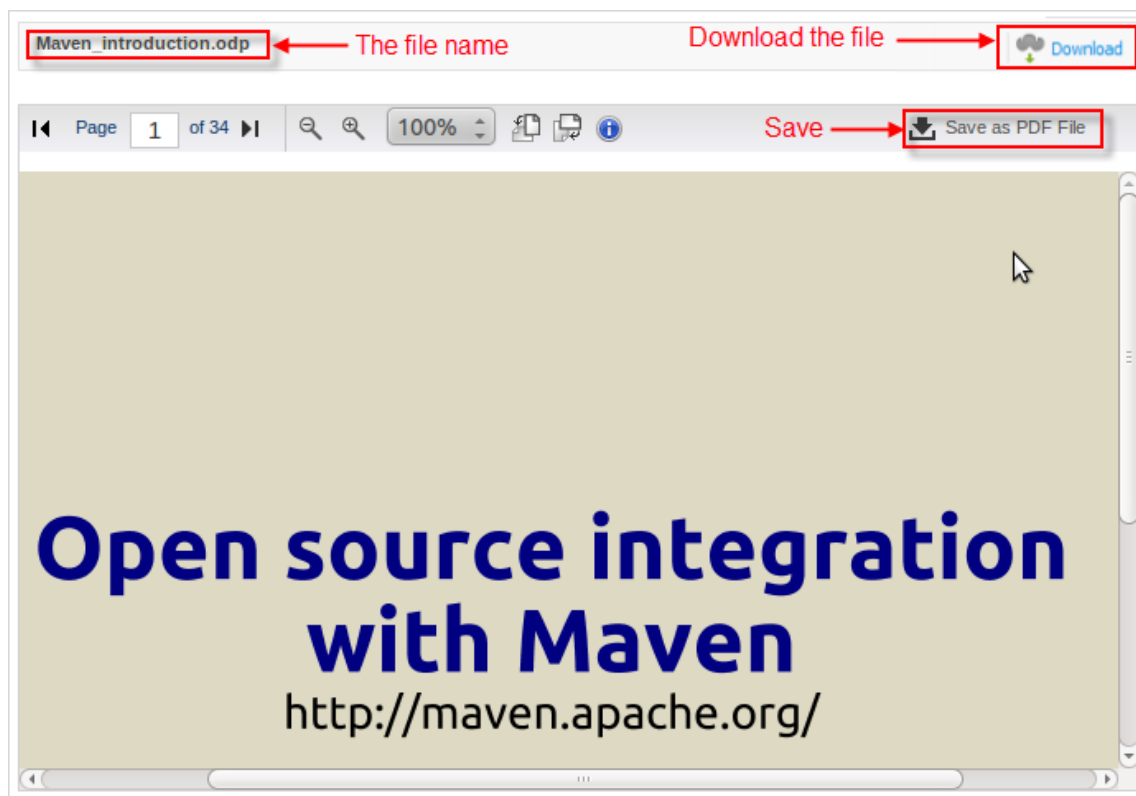 Maven_introduction.odp The file name Download the file Download
Page 1 of 34 100% Save Save as PDF File
Open source integration
with Maven
http://maven.apache.org/